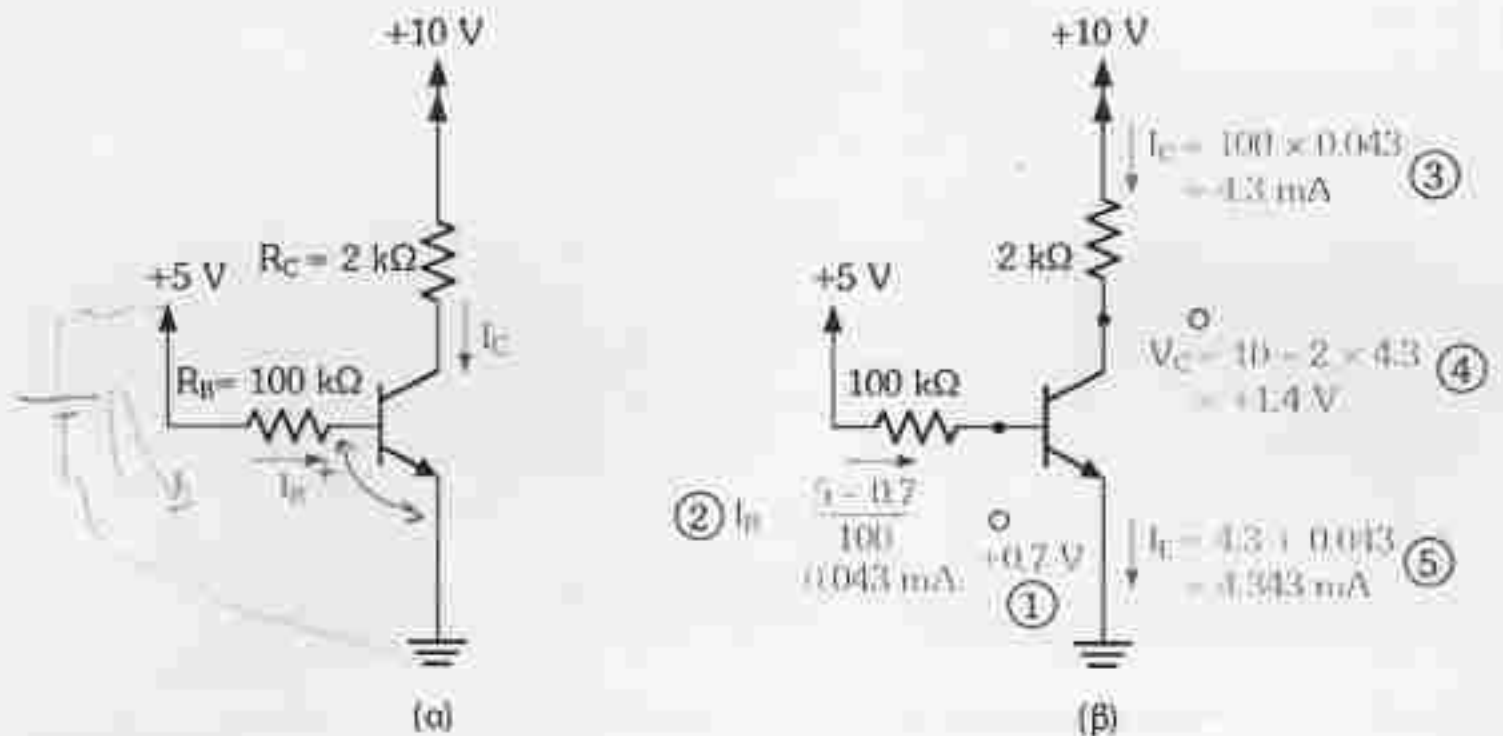 +10 V
R_C = 2 kΩ
+5 V
I_C
R_B = 100 kΩ
I_B
+
(α)
+10 V
I_C = 100 × 0.043
= 4.3 mA
③
2 kΩ
+5 V
V_C = 10 − 2 × 4.3
= +1.4 V
④
100 kΩ
② I_B
5 − 0.7
100
0.043 mA
+0.7 V
①
I_E = 4.3 + 0.043
= 4.343 mA
⑤
(β)